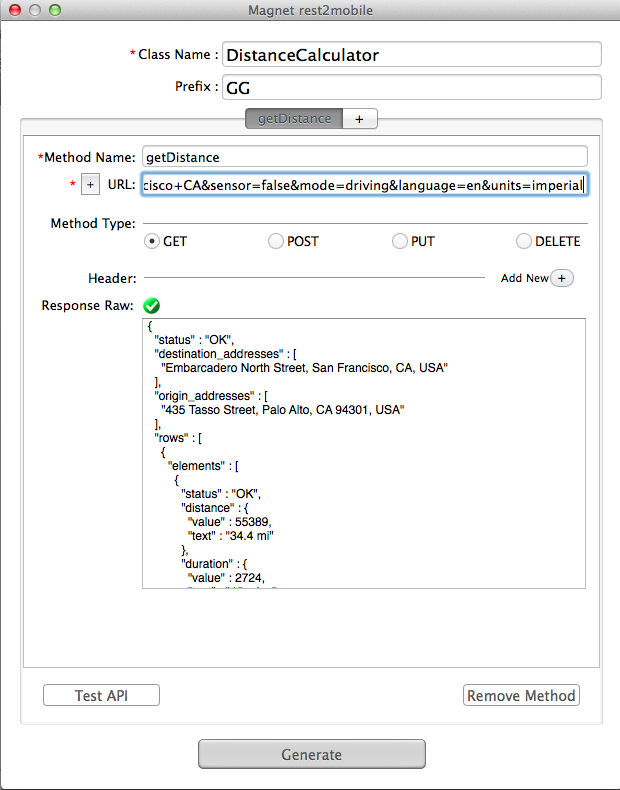 Magnet rest2mobile
* Class Name : DistanceCalculator
Prefix : GG
getDistance +
*Method Name: getDistance
* + URL: cisco+CA&sensor=false&mode=driving&language=en&units=imperial
Method Type:
GET POST PUT DELETE
Header: Add New +
Response Raw:
{
"status" : "OK",
"destination_addresses" : [
"Embarcadero North Street, San Francisco, CA, USA"
],
"origin_addresses" : [
"435 Tasso Street, Palo Alto, CA 94301, USA"
],
"rows" : [
{
"elements" : [
{
"status" : "OK",
"distance" : {
"value" : 55389,
"text" : "34.4 mi"
},
"duration" : {
"value" : 2724,
Test API Remove Method
Generate